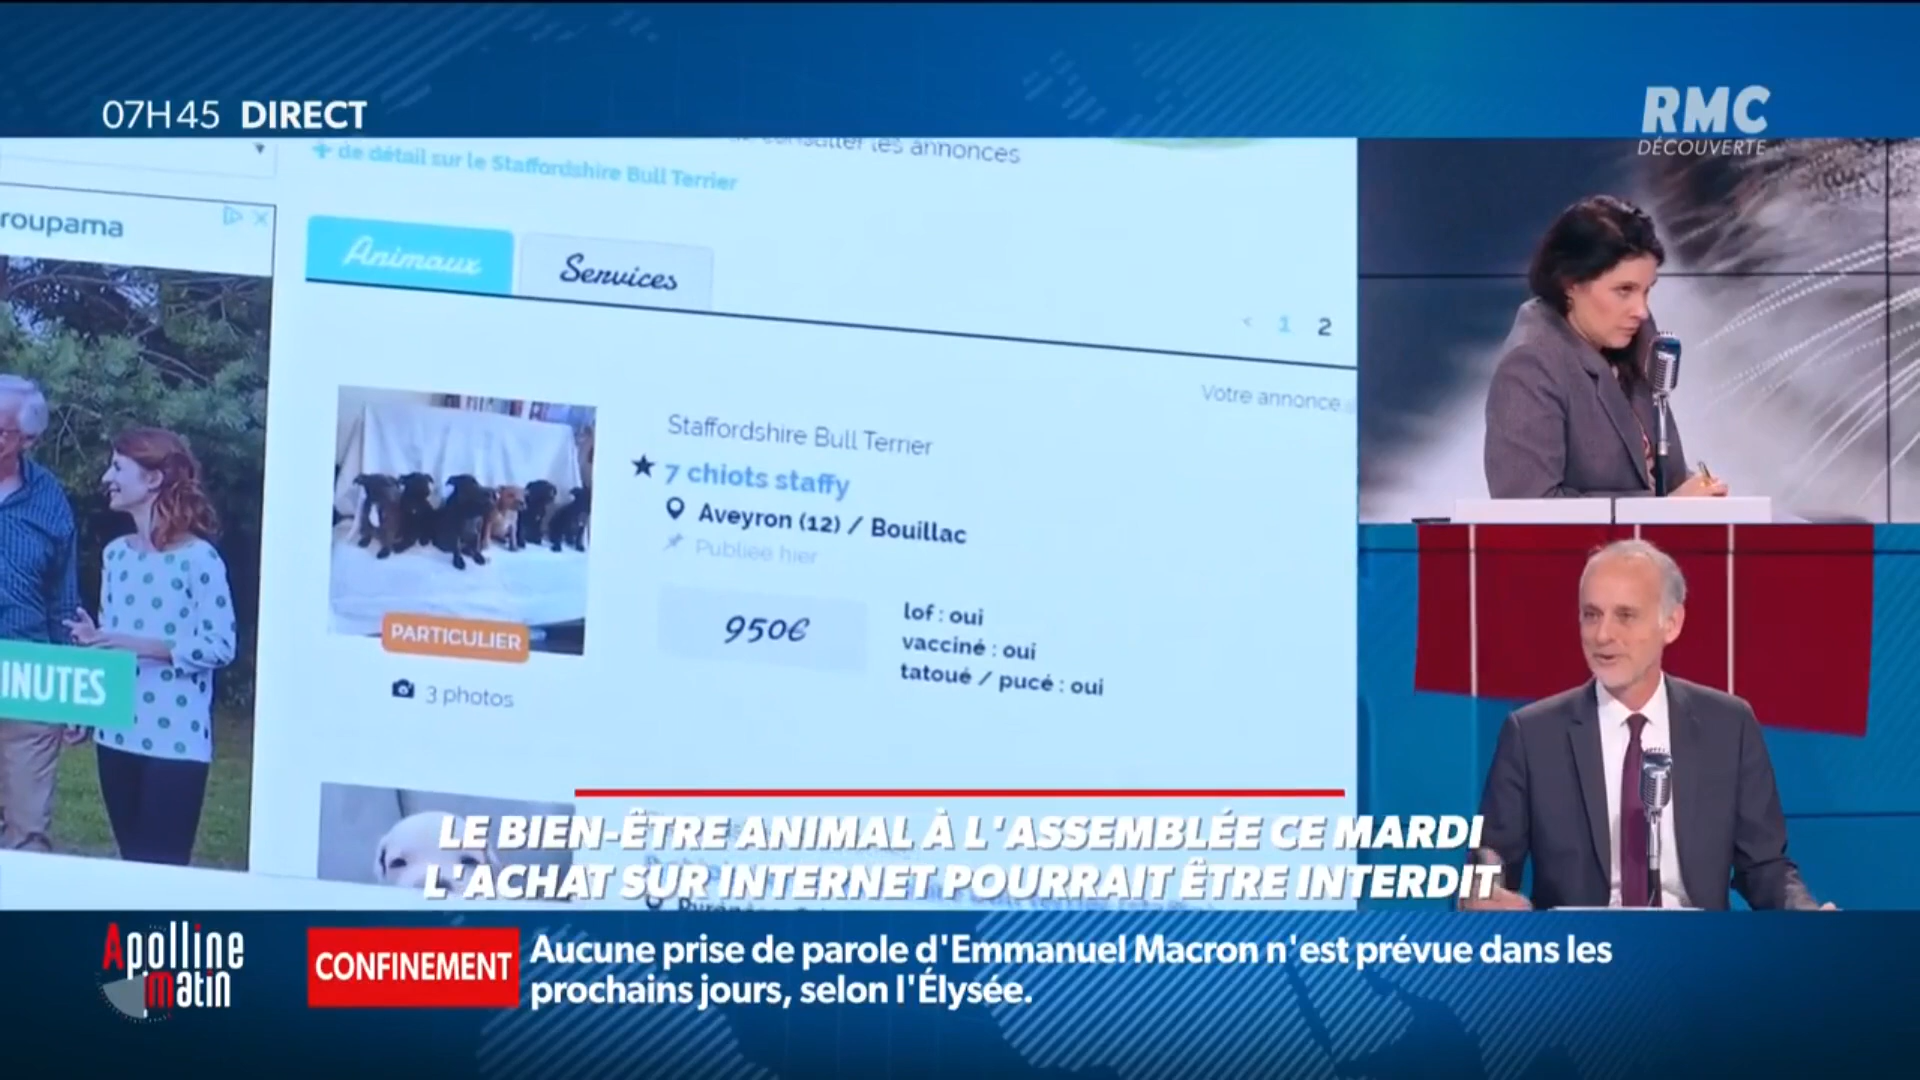 07H45 DIRECT
RMC
DÉCOUVERTE
consulter les annonces
+ de détail sur le Staffordshire Bull Terrier
roupama
Animaux
Services
< 1 2
Votre annonce
Staffordshire Bull Terrier
★ 7 chiots staffy
Aveyron (12) / Bouillac
Publiée hier
950€
lof : oui
vacciné : oui
tatoué / pucé : oui
PARTICULIER
3 photos
INUTES
LE BIEN-ÊTRE ANIMAL À L'ASSEMBLÉE CE MARDI
L'ACHAT SUR INTERNET POURRAIT ÊTRE INTERDIT
Apolline
matin
CONFINEMENT
Aucune prise de parole d'Emmanuel Macron n'est prévue dans les
prochains jours, selon l'Élysée.